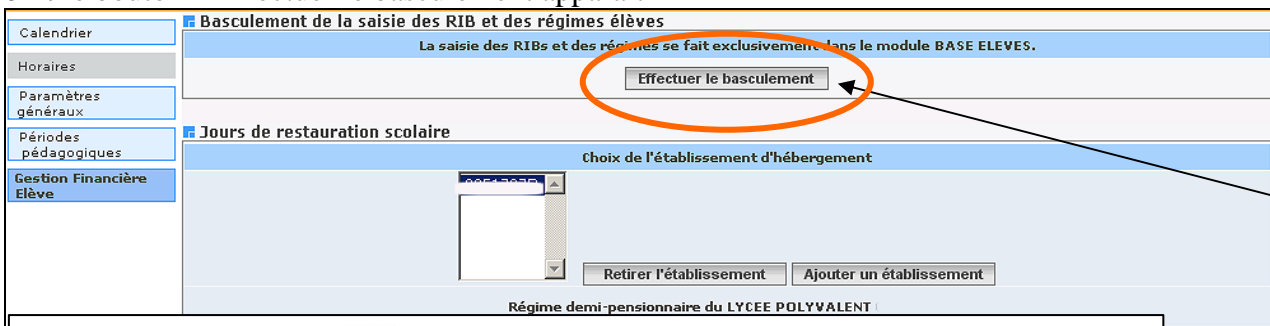 Calendrier
Horaires
Paramètres
généraux
Périodes
pédagogiques
Gestion Financière
Elève
Basculement de la saisie des RIB et des régimes élèves
La saisie des RIBs et des régimes se fait exclusivement dans le module BASE ELEVES.
Effectuer le basculement
Jours de restauration scolaire
Choix de l'établissement d'hébergement
Retirer l'établissement
Ajouter un établissement
Régime demi-pensionnaire du LYCEE POLYVALENT